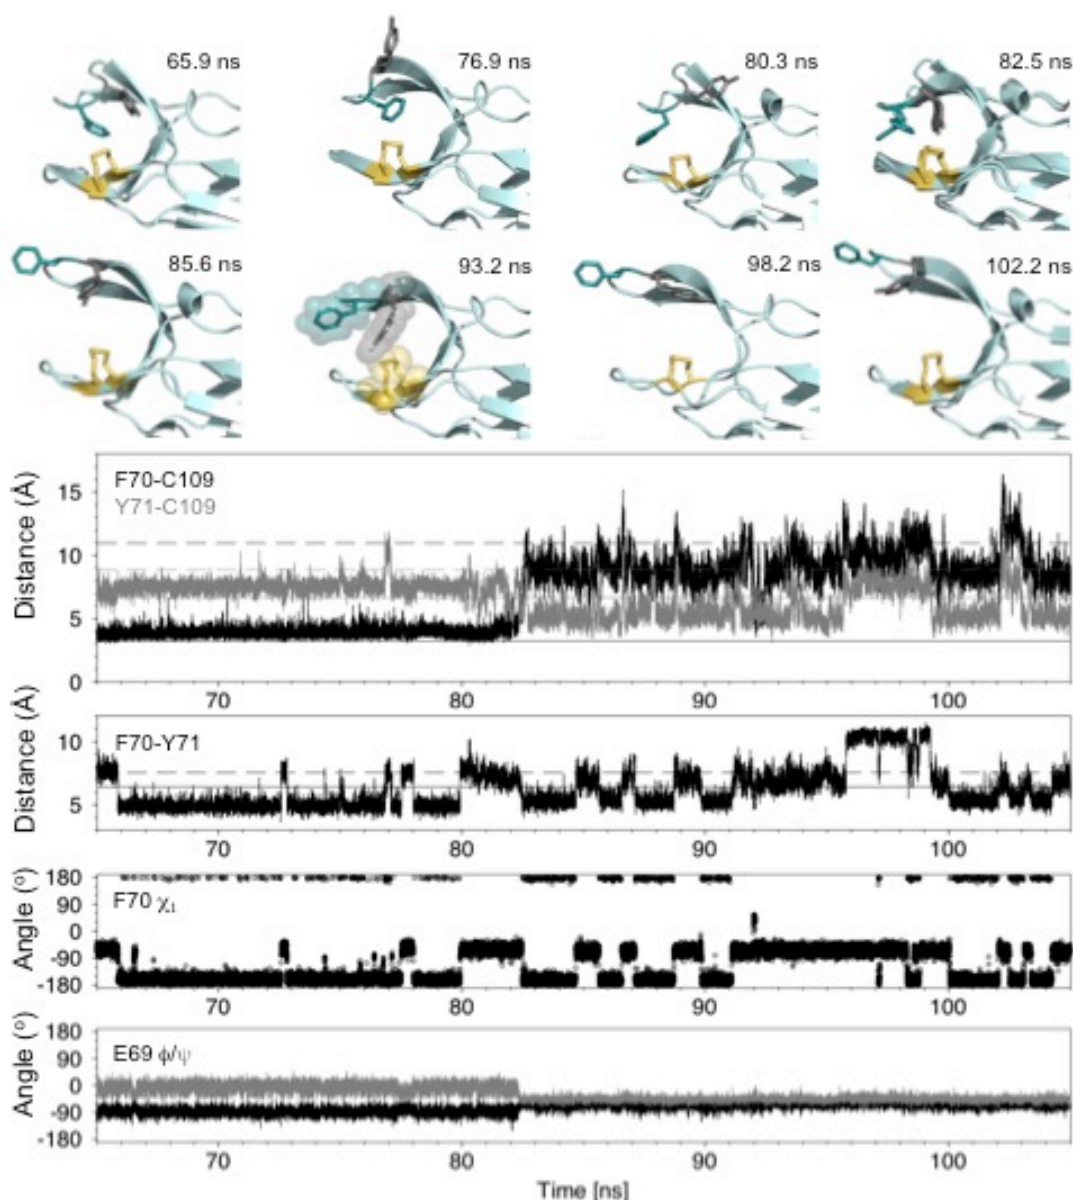 65.9 ns
76.9 ns
80.3 ns
82.5 ns
85.6 ns
93.2 ns
98.2 ns
102.2 ns
Distance (Å)
F70-C109
Y71-C109
15
10
5
0
70 80 90 100
Distance (Å)
F70-Y71
10
5
70 80 90 100
Angle (°)
F70 χ₁
180
90
0
-90
-180
70 80 90 100
Angle (°)
E69 ϕ/ψ
180
90
0
-90
-180
70 80 90 100
Time [ns]